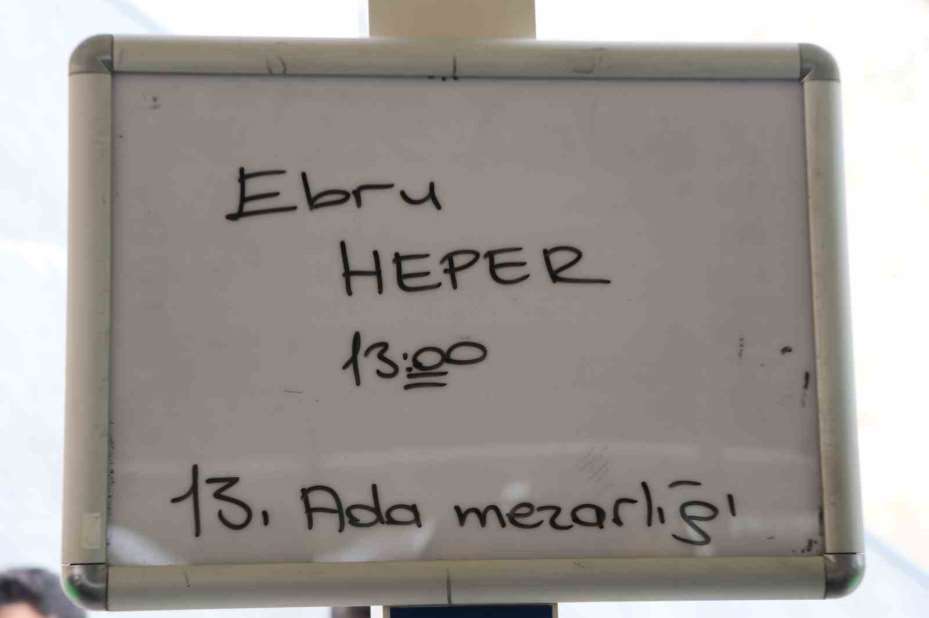 Ebru
HEPER
13:00
13. Ada mezarlığı